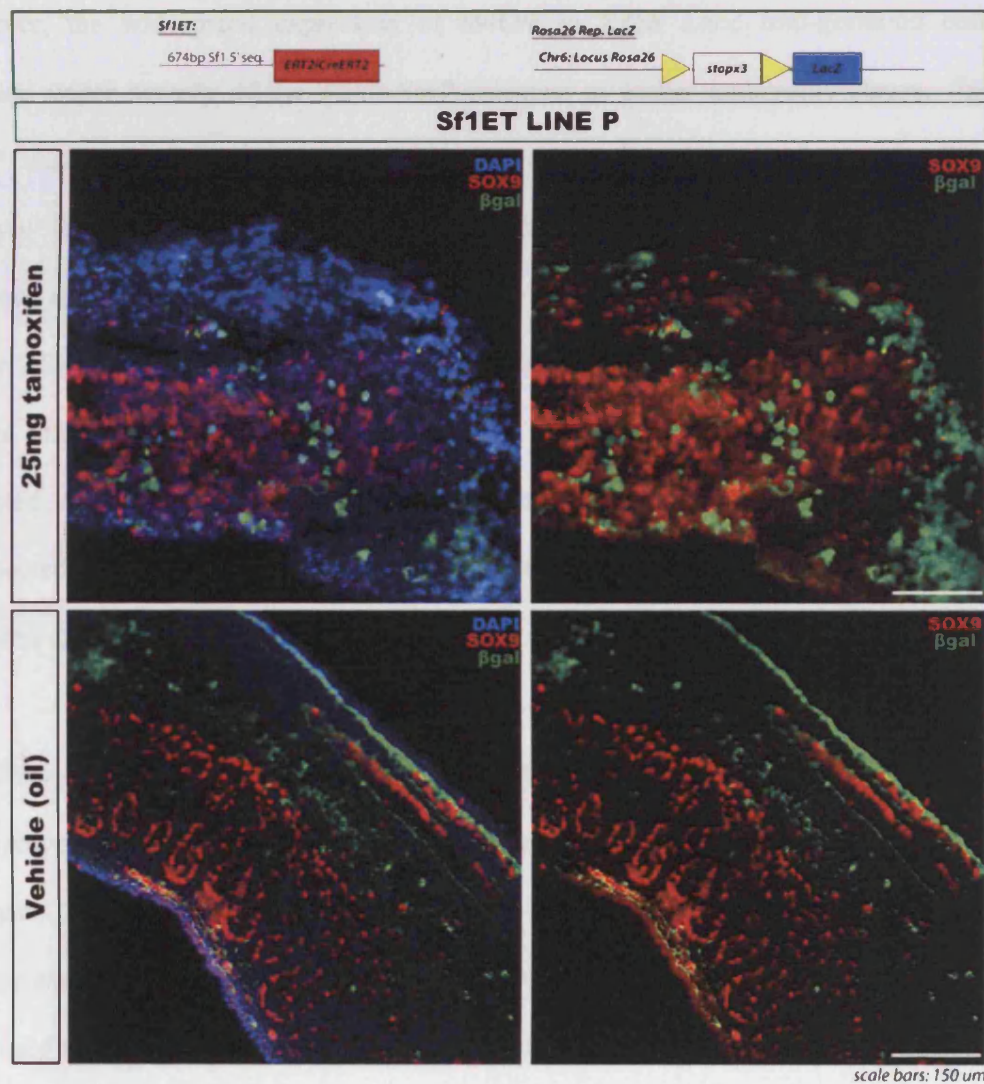 Sf1ET:
674bp Sf1 5' seq.
ERT2iCreERT2
Rosa26 Rep. LacZ
Chr6: Locus Rosa26
stopx3
LacZ
Sf1ET LINE P
25mg tamoxifen
DAPI
SOX9
βgal
SOX9
βgal
Vehicle (oil)
DAPI
SOX9
βgal
SOX9
βgal
scale bars: 150 um